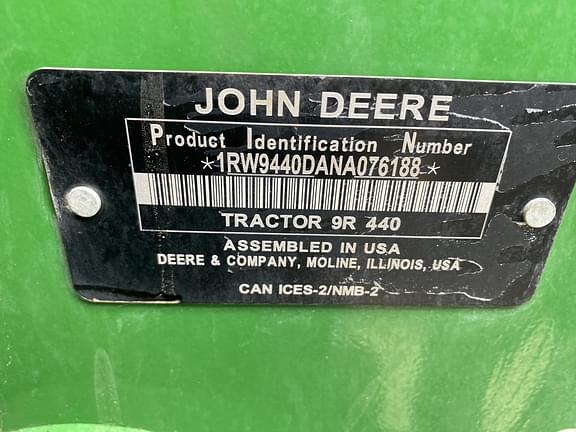 JOHN DEERE
Product Identification Number
*1RW9440DANA076188*
TRACTOR 9R 440
ASSEMBLED IN USA
DEERE & COMPANY, MOLINE, ILLINOIS, USA
CAN ICES-2/NMB-2